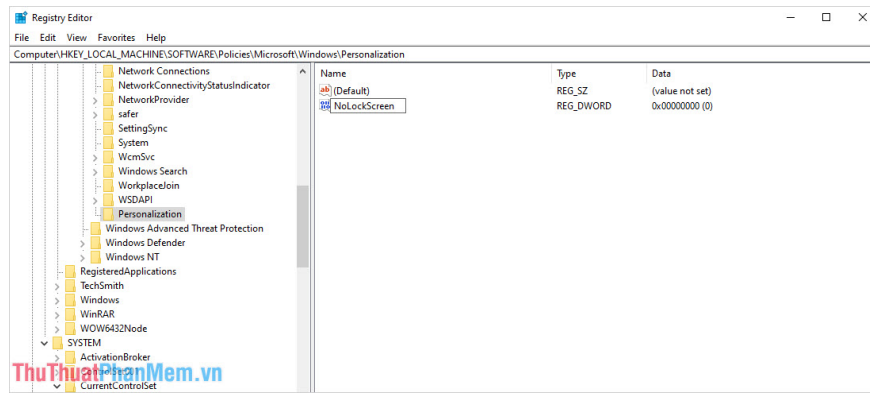 Registry Editor
File Edit View Favorites Help
Computer\HKEY_LOCAL_MACHINE\SOFTWARE\Policies\Microsoft\Windows\Personalization
Network Connections
NetworkConnectivityStatusIndicator
NetworkProvider
safer
SettingSync
System
WcmSvc
Windows Search
WorkplaceJoin
WSDAPI
Personalization
Windows Advanced Threat Protection
Windows Defender
Windows NT
RegisteredApplications
TechSmith
Windows
WinRAR
WOW6432Node
SYSTEM
ActivationBroker
ControlSet001
CurrentControlSet
Name Type Data
(Default) REG_SZ (value not set)
NoLockScreen REG_DWORD 0x00000000 (0)
ThuThuatPhanMem.vn